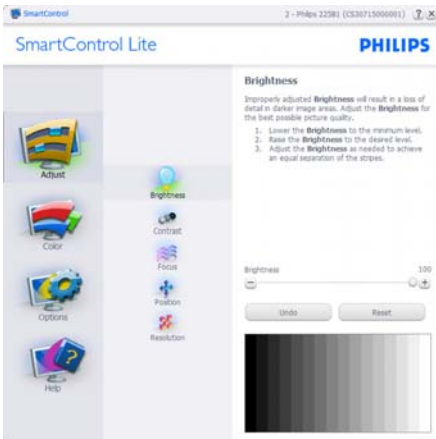 SmartControl
2 - Philips 225B1 (CS30715000001)
SmartControl Lite
PHILIPS
Adjust
Color
Options
Help
Brightness
Contrast
Focus
Position
Resolution
Brightness
Improperly adjusted Brightness will result in a loss of
detail in darker image areas. Adjust the Brightness for
the best possible picture quality.
1. Lower the Brightness to the minimum level.
2. Raise the Brightness to the desired level.
3. Adjust the Brightness as needed to achieve
an equal separation of the stripes.
Brightness 100
Undo
Reset